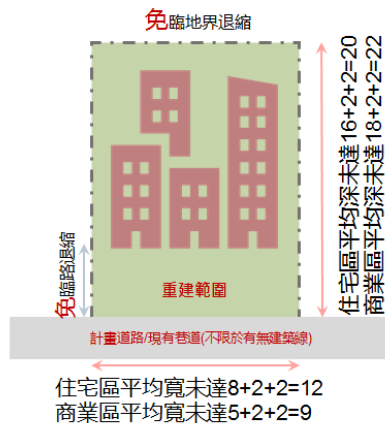 免臨地界退縮
住宅區平均深未達16+2+2=20
商業區平均深未達18+2+2=22
免臨路退縮
重建範圍
計畫道路/現有巷道(不限於有無建築線)
住宅區平均寬未達8+2+2=12
商業區平均寬未達5+2+2=9